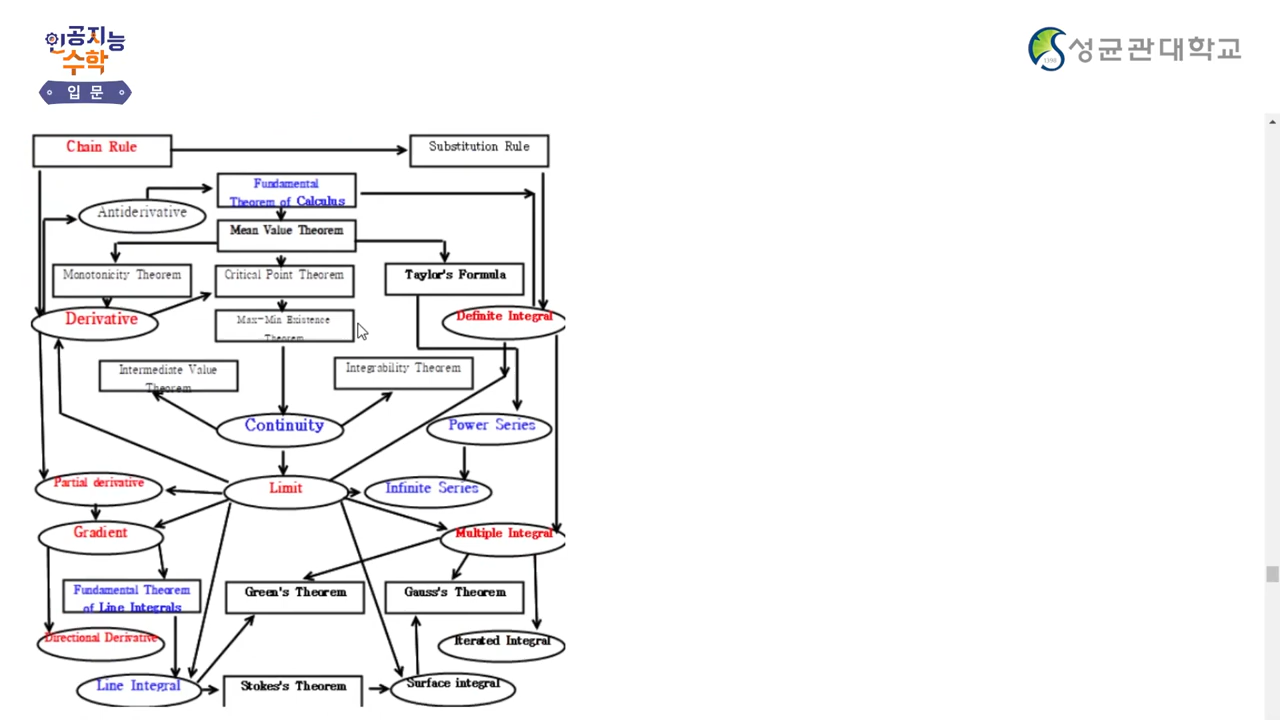 인공지능
수학
입문
1398
성균관대학교
Chain Rule
Substitution Rule
Fundamental
Theorem of Calculus
Antiderivative
Mean Value Theorem
Monotonicity Theorem
Critical Point Theorem
Taylor's Formula
Derivative
Max-Min Existence
Theorem
Definite Integral
Intermediate Value
Theorem
Integrability Theorem
Continuity
Power Series
Partial derivative
Limit
Infinite Series
Gradient
Multiple Integral
Fundamental Theorem
of Line Integrals
Green's Theorem
Gauss's Theorem
Directional Derivative
Iterated Integral
Line Integral
Stokes's Theorem
Surface integral